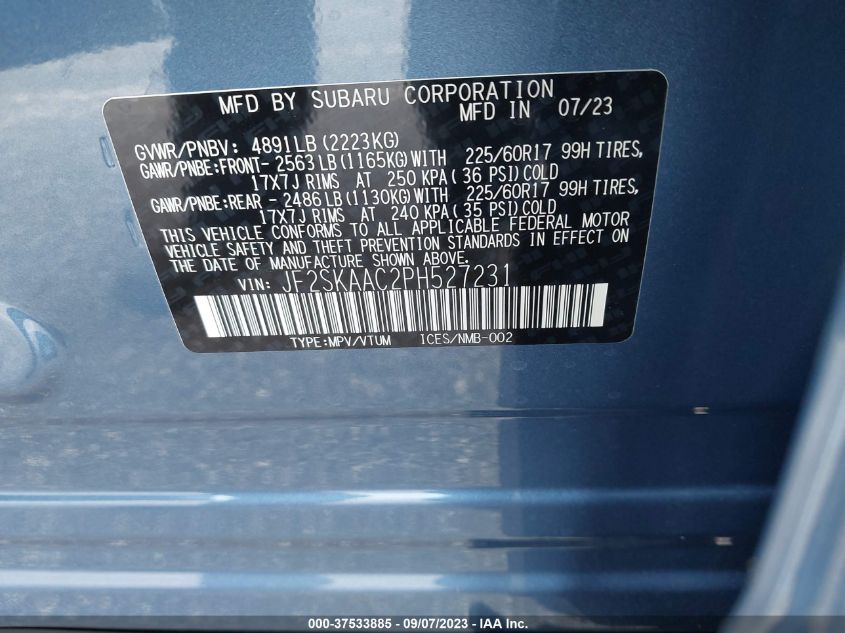 MFD BY SUBARU CORPORATION
MFD IN 07/23
GVWR/PNBV: 4891LB(2223KG)
GAWR/PNBE:FRONT- 2563LB(1165KG)WITH 225/60R17 99H TIRES,
17X7J RIMS AT 250 KPA(36 PSI)COLD
GAWR/PNBE:REAR - 2486LB(1130KG)WITH 225/60R17 99H TIRES,
17X7J RIMS AT 240 KPA(35 PSI)COLD
THIS VEHICLE CONFORMS TO ALL APPLICABLE FEDERAL MOTOR
VEHICLE SAFETY AND THEFT PREVENTION STANDARDS IN EFFECT ON
THE DATE OF MANUFACTURE SHOWN ABOVE.
VIN: JF2SKAAC2PH527231
TYPE:MPV/VTUM ICES/NMB-002
000-37533885 - 09/07/2023 - IAA Inc.